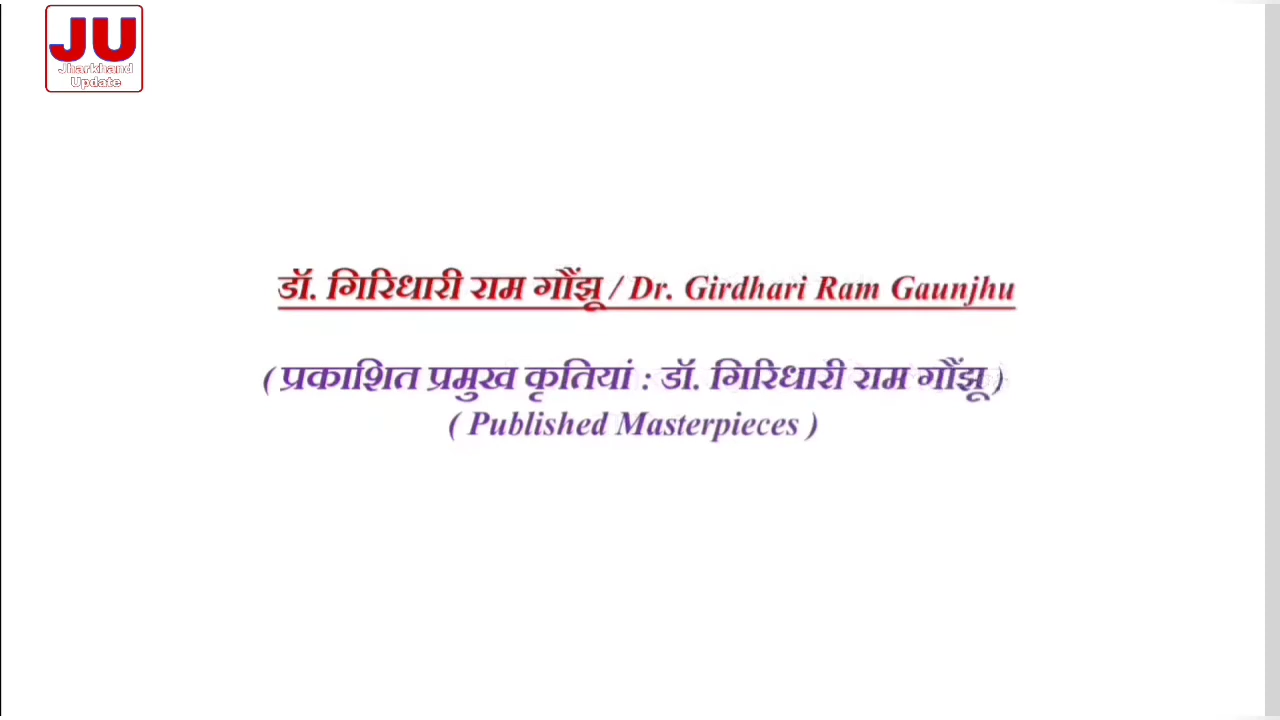 JU
Jharkhand
Update
डॉ. गिरिधारी राम गौंझू / Dr. Girdhari Ram Gaunjhu
( प्रकाशित प्रमुख कृतियां : डॉ. गिरिधारी राम गौंझू )
( Published Masterpieces )